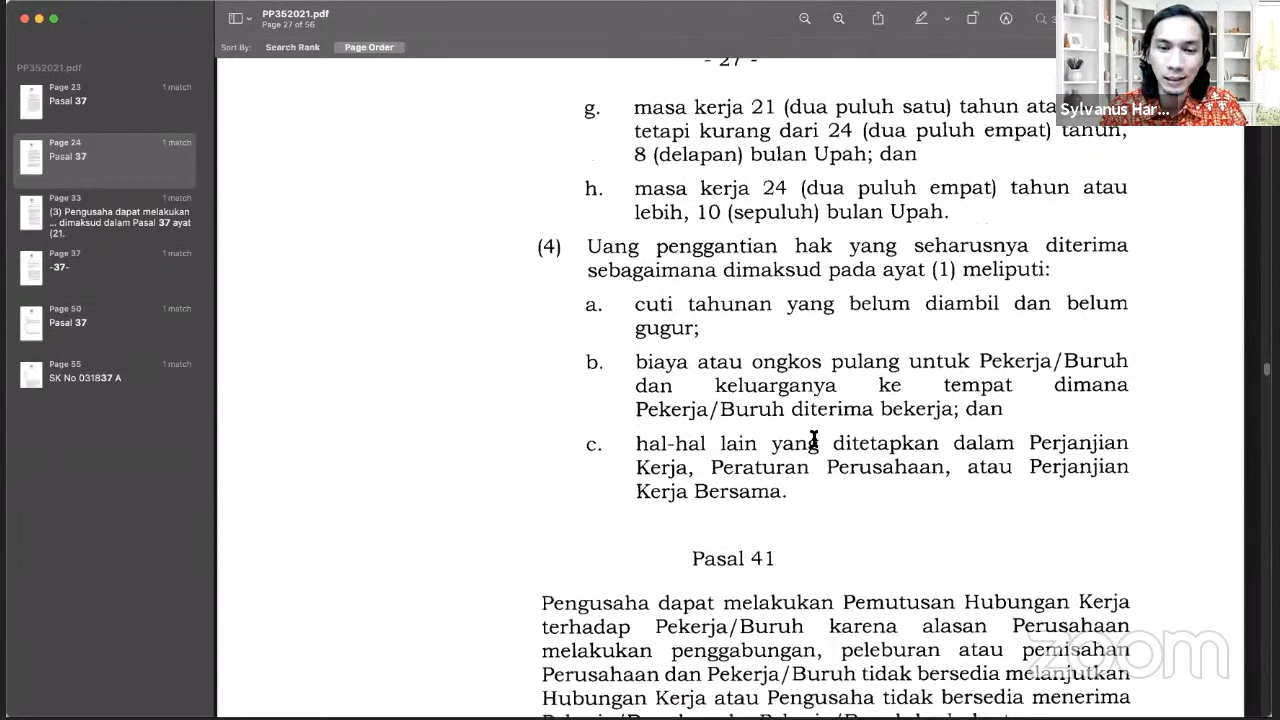 PP352021.pdf
Page 27 of 56
Sort By: Search Rank Page Order
PP352021.pdf
Page 23 1 match
Pasal 37
Page 24 1 match
Pasal 37
Page 33 1 match
(3) Pengusaha dapat melakukan
... dimaksud dalam Pasal 37 ayat
(21.
Page 37 1 match
-37-
Page 50 1 match
Pasal 37
Page 55 1 match
SK No 031837 A
- 27 -
g. masa kerja 21 (dua puluh satu) tahun
tetapi kurang dari 24 (dua puluh empat) tahun,
8 (delapan) bulan Upah; dan
h. masa kerja 24 (dua puluh empat) tahun atau
lebih, 10 (sepuluh) bulan Upah.
(4) Uang penggantian hak yang seharusnya diterima
sebagaimana dimaksud pada ayat (1) meliputi:
a. cuti tahunan yang belum diambil dan belum
gugur;
b. biaya atau ongkos pulang untuk Pekerja/Buruh
dan keluarganya ke tempat dimana
Pekerja/Buruh diterima bekerja; dan
c. hal-hal lain yang ditetapkan dalam Perjanjian
Kerja, Peraturan Perusahaan, atau Perjanjian
Kerja Bersama.
Pasal 41
Pengusaha dapat melakukan Pemutusan Hubungan Kerja
terhadap Pekerja/Buruh karena alasan Perusahaan
melakukan penggabungan, peleburan atau pemisahan
Perusahaan dan Pekerja/Buruh tidak bersedia melanjutkan
Hubungan Kerja atau Pengusaha tidak bersedia menerima
Sylvanus Har...
zoom